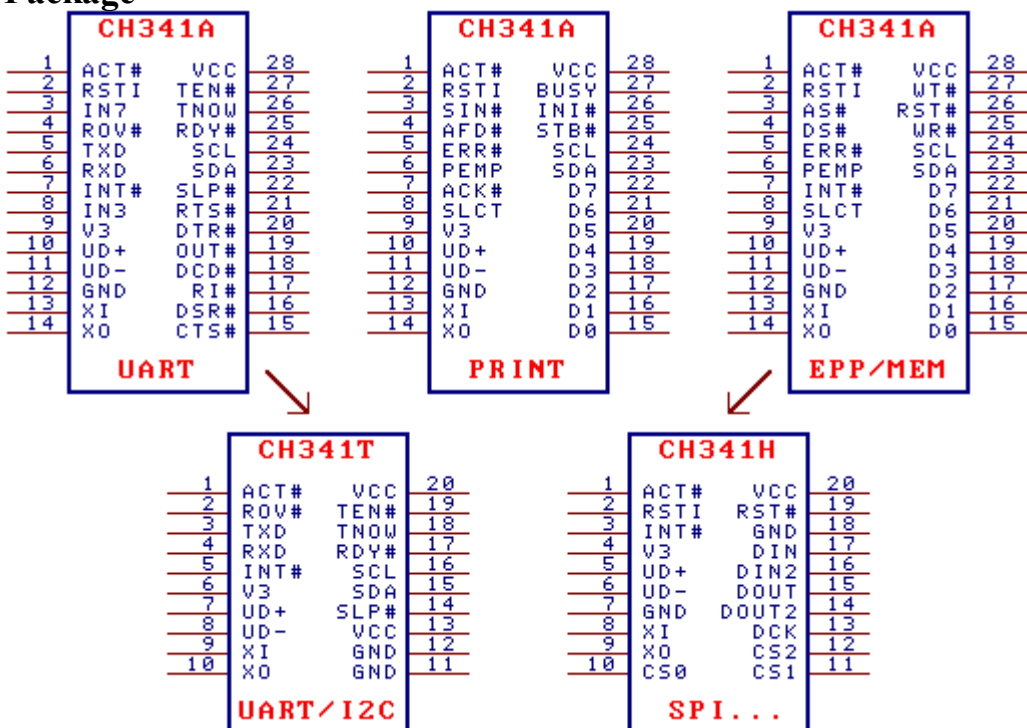 Package
CH341A
1 ACT# VCC 28
2 RSTI TEN# 27
3 IN7 TNOW 26
4 ROV# RDY# 25
5 TXD SCL 24
6 RXD SDA 23
7 INT# SLP# 22
8 IN3 RTS# 21
9 V3 DTR# 20
10 UD+ OUT# 19
11 UD- DCD# 18
12 GND RI# 17
13 XI DSR# 16
14 XO CTS# 15
UART
CH341A
1 ACT# VCC 28
2 RSTI BUSY 27
3 SIN# INI# 26
4 AFD# STB# 25
5 ERR# SCL 24
6 PEMP SDA 23
7 ACK# D7 22
8 SLCT D6 21
9 V3 D5 20
10 UD+ D4 19
11 UD- D3 18
12 GND D2 17
13 XI D1 16
14 XO D0 15
PRINT
CH341A
1 ACT# VCC 28
2 RSTI WT# 27
3 AS# RST# 26
4 DS# WR# 25
5 ERR# SCL 24
6 PEMP SDA 23
7 INT# D7 22
8 SLCT D6 21
9 V3 D5 20
10 UD+ D4 19
11 UD- D3 18
12 GND D2 17
13 XI D1 16
14 XO D0 15
EPP/MEM
CH341T
1 ACT# VCC 20
2 ROV# TEN# 19
3 TXD TNOW 18
4 RXD RDY# 17
5 INT# SCL 16
6 V3 SDA 15
7 UD+ SLP# 14
8 UD- VCC 13
9 XI GND 12
10 XO GND 11
UART/I2C
CH341H
1 ACT# VCC 20
2 RSTI RST# 19
3 INT# GND 18
4 V3 DIN 17
5 UD+ DIN2 16
6 UD- DOUT 15
7 GND DOUT2 14
8 XI DCK 13
9 XO CS2 12
10 CS0 CS1 11
SPI...